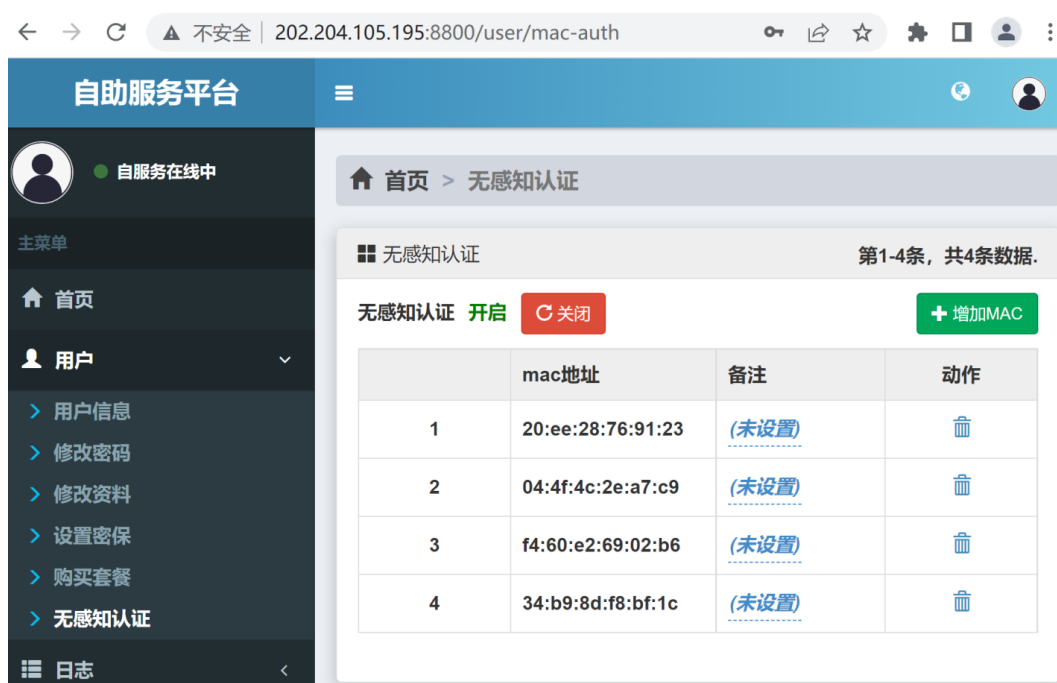 不安全 202.204.105.195:8800/user/mac-auth
自助服务平台
自服务在线中
首页 > 无感知认证
主菜单
无感知认证 第1-4条，共4条数据.
首页
无感知认证 开启 关闭 增加MAC
用户
mac地址 备注 动作
用户信息
1 20:ee:28:76:91:23 (未设置)
修改密码
2 04:4f:4c:2e:a7:c9 (未设置)
修改资料
设置密保
3 f4:60:e2:69:02:b6 (未设置)
购买套餐
4 34:b9:8d:f8:bf:1c (未设置)
无感知认证
日志